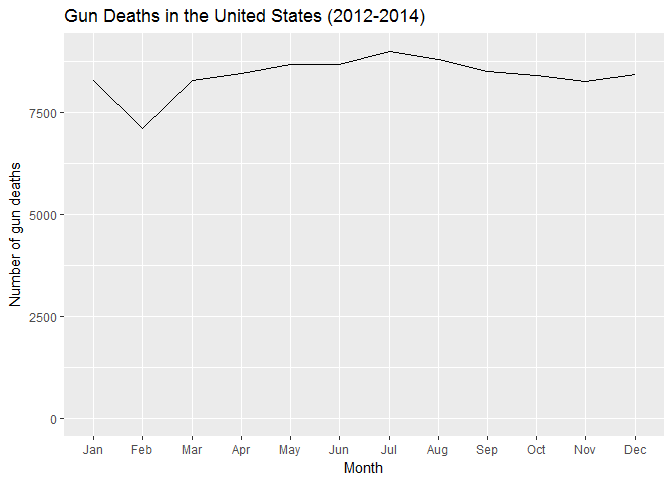 Gun Deaths in the United States (2012-2014)
Number of gun deaths
7500
5000
2500
0
Jan Feb Mar Apr May Jun Jul Aug Sep Oct Nov Dec
Month